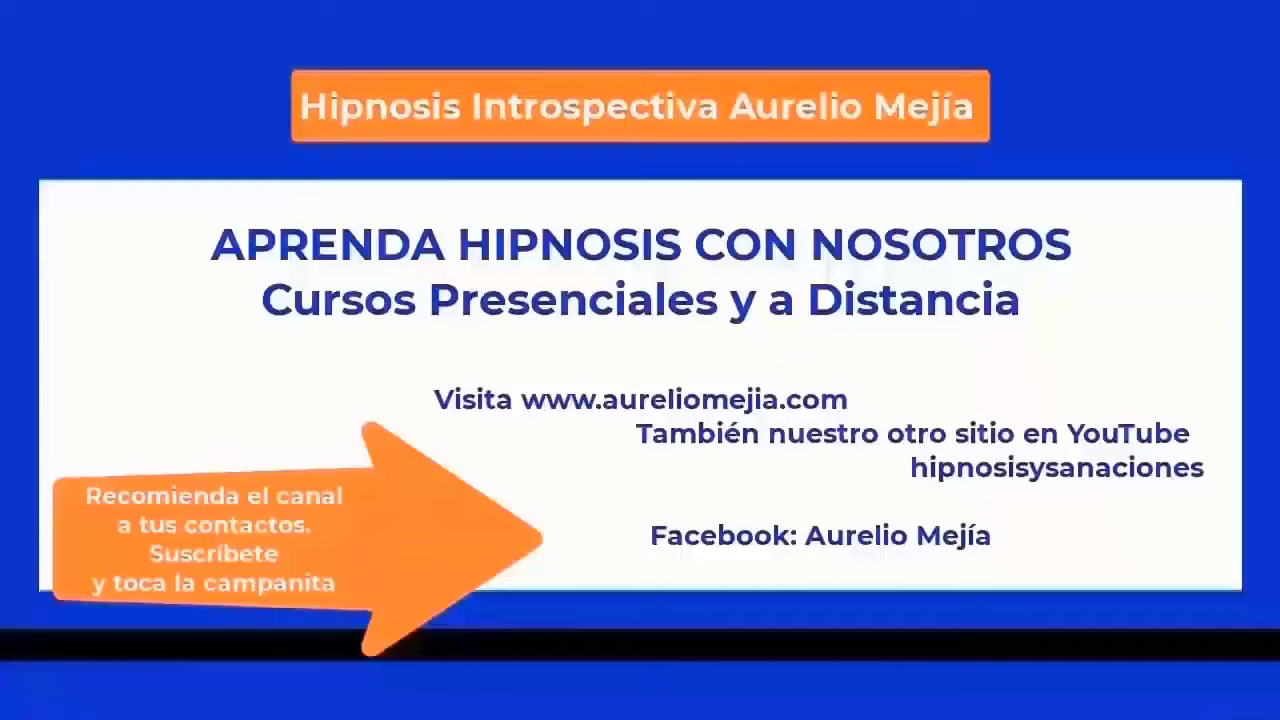 Hipnosis Introspectiva Aurelio Mejía
APRENDA HIPNOSIS CON NOSOTROS
Cursos Presenciales y a Distancia
Visita www.aureliomejia.com
También nuestro otro sitio en YouTube
hipnosisysanaciones
Recomienda el canal
a tus contactos.
Suscríbete
y toca la campanita
Facebook: Aurelio Mejía